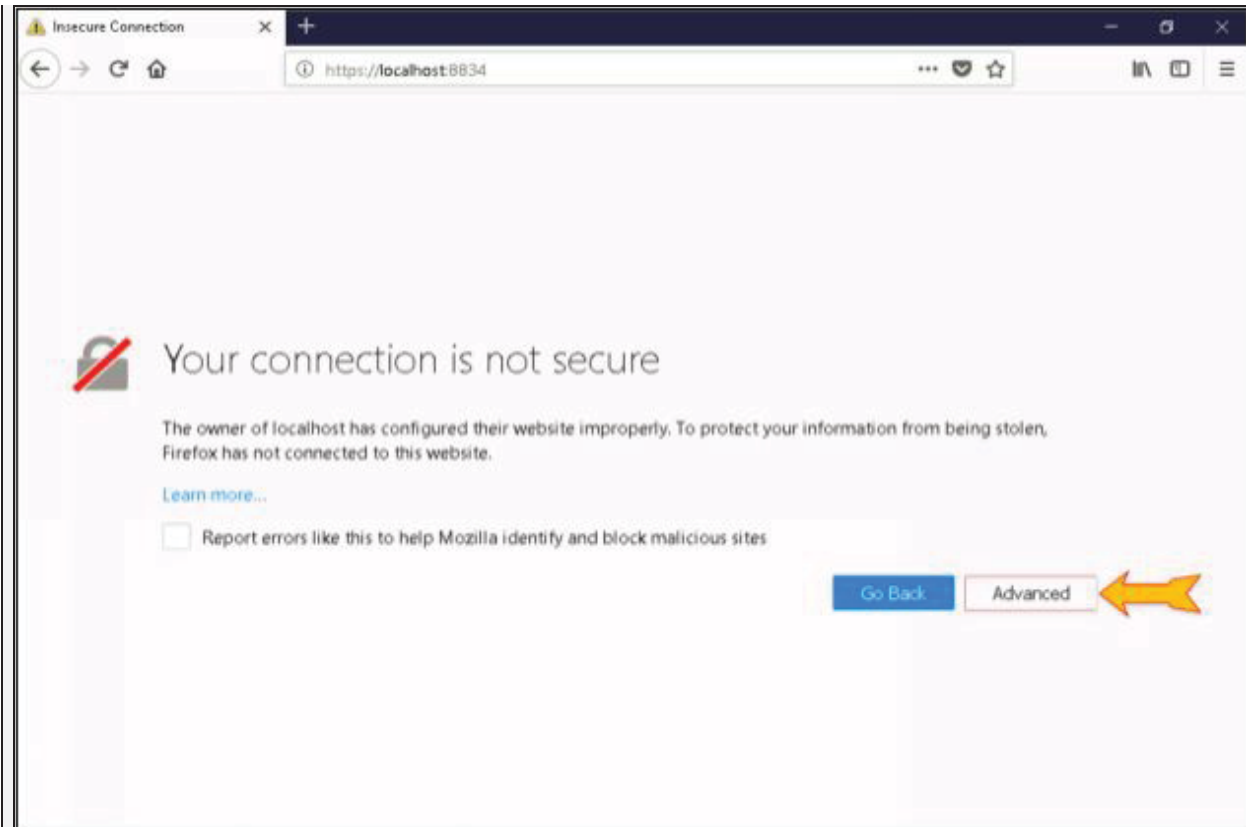 Insecure Connection
https://localhost:8834
Your connection is not secure
The owner of localhost has configured their website improperly. To protect your information from being stolen,
Firefox has not connected to this website.
Learn more...
Report errors like this to help Mozilla identify and block malicious sites
Go Back Advanced